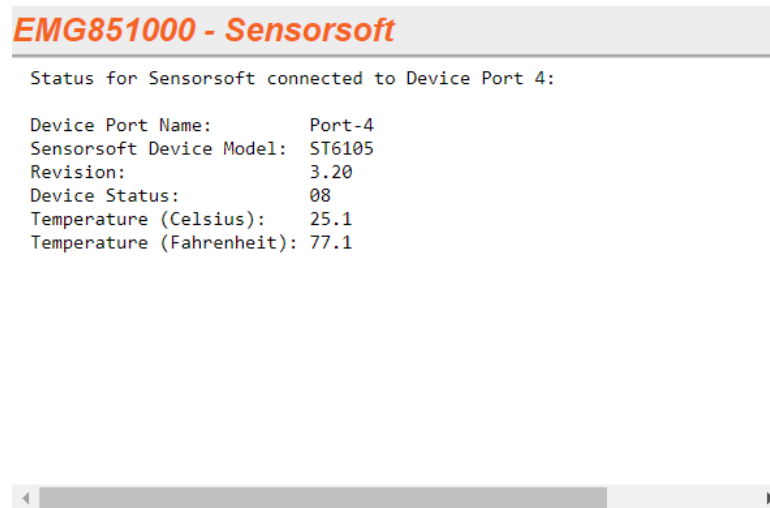 EMG851000 - Sensorsoft
Status for Sensorsoft connected to Device Port 4:
Device Port Name: Port-4
Sensorsoft Device Model: ST6105
Revision: 3.20
Device Status: 08
Temperature (Celsius): 25.1
Temperature (Fahrenheit): 77.1